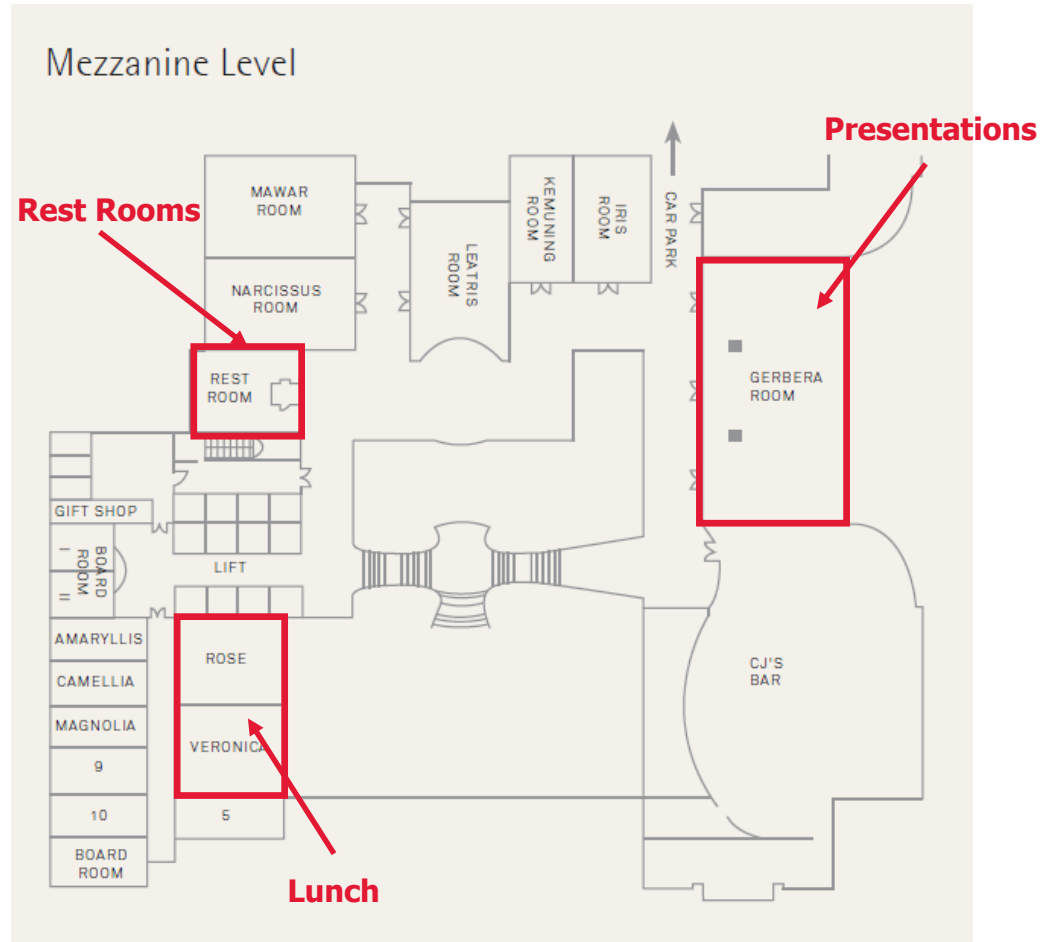 Mezzanine Level
Presentations
Rest Rooms
MAWAR
ROOM
KEMUNING
ROOM
IRIS
ROOM
CAR PARK
LEATRIS
ROOM
NARCISSUS
ROOM
REST
ROOM
GERBERA
ROOM
GIFT SHOP
BOARD
ROOM
I
II
LIFT
AMARYLLIS
ROSE
CAMELLIA
CJ'S
BAR
MAGNOLIA
VERONICA
9
10
5
BOARD
ROOM
Lunch